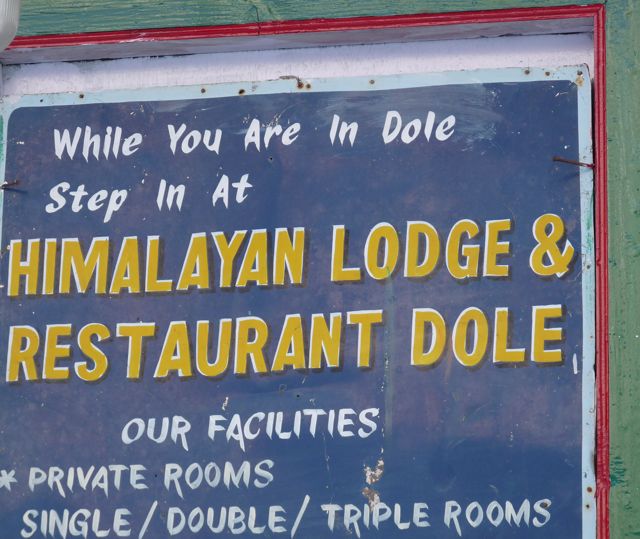 While You Are In Dole
Step In At
HIMALAYAN LODGE &
RESTAURANT DOLE
OUR FACILITIES
* PRIVATE ROOMS
SINGLE/DOUBLE/TRIPLE ROOMS